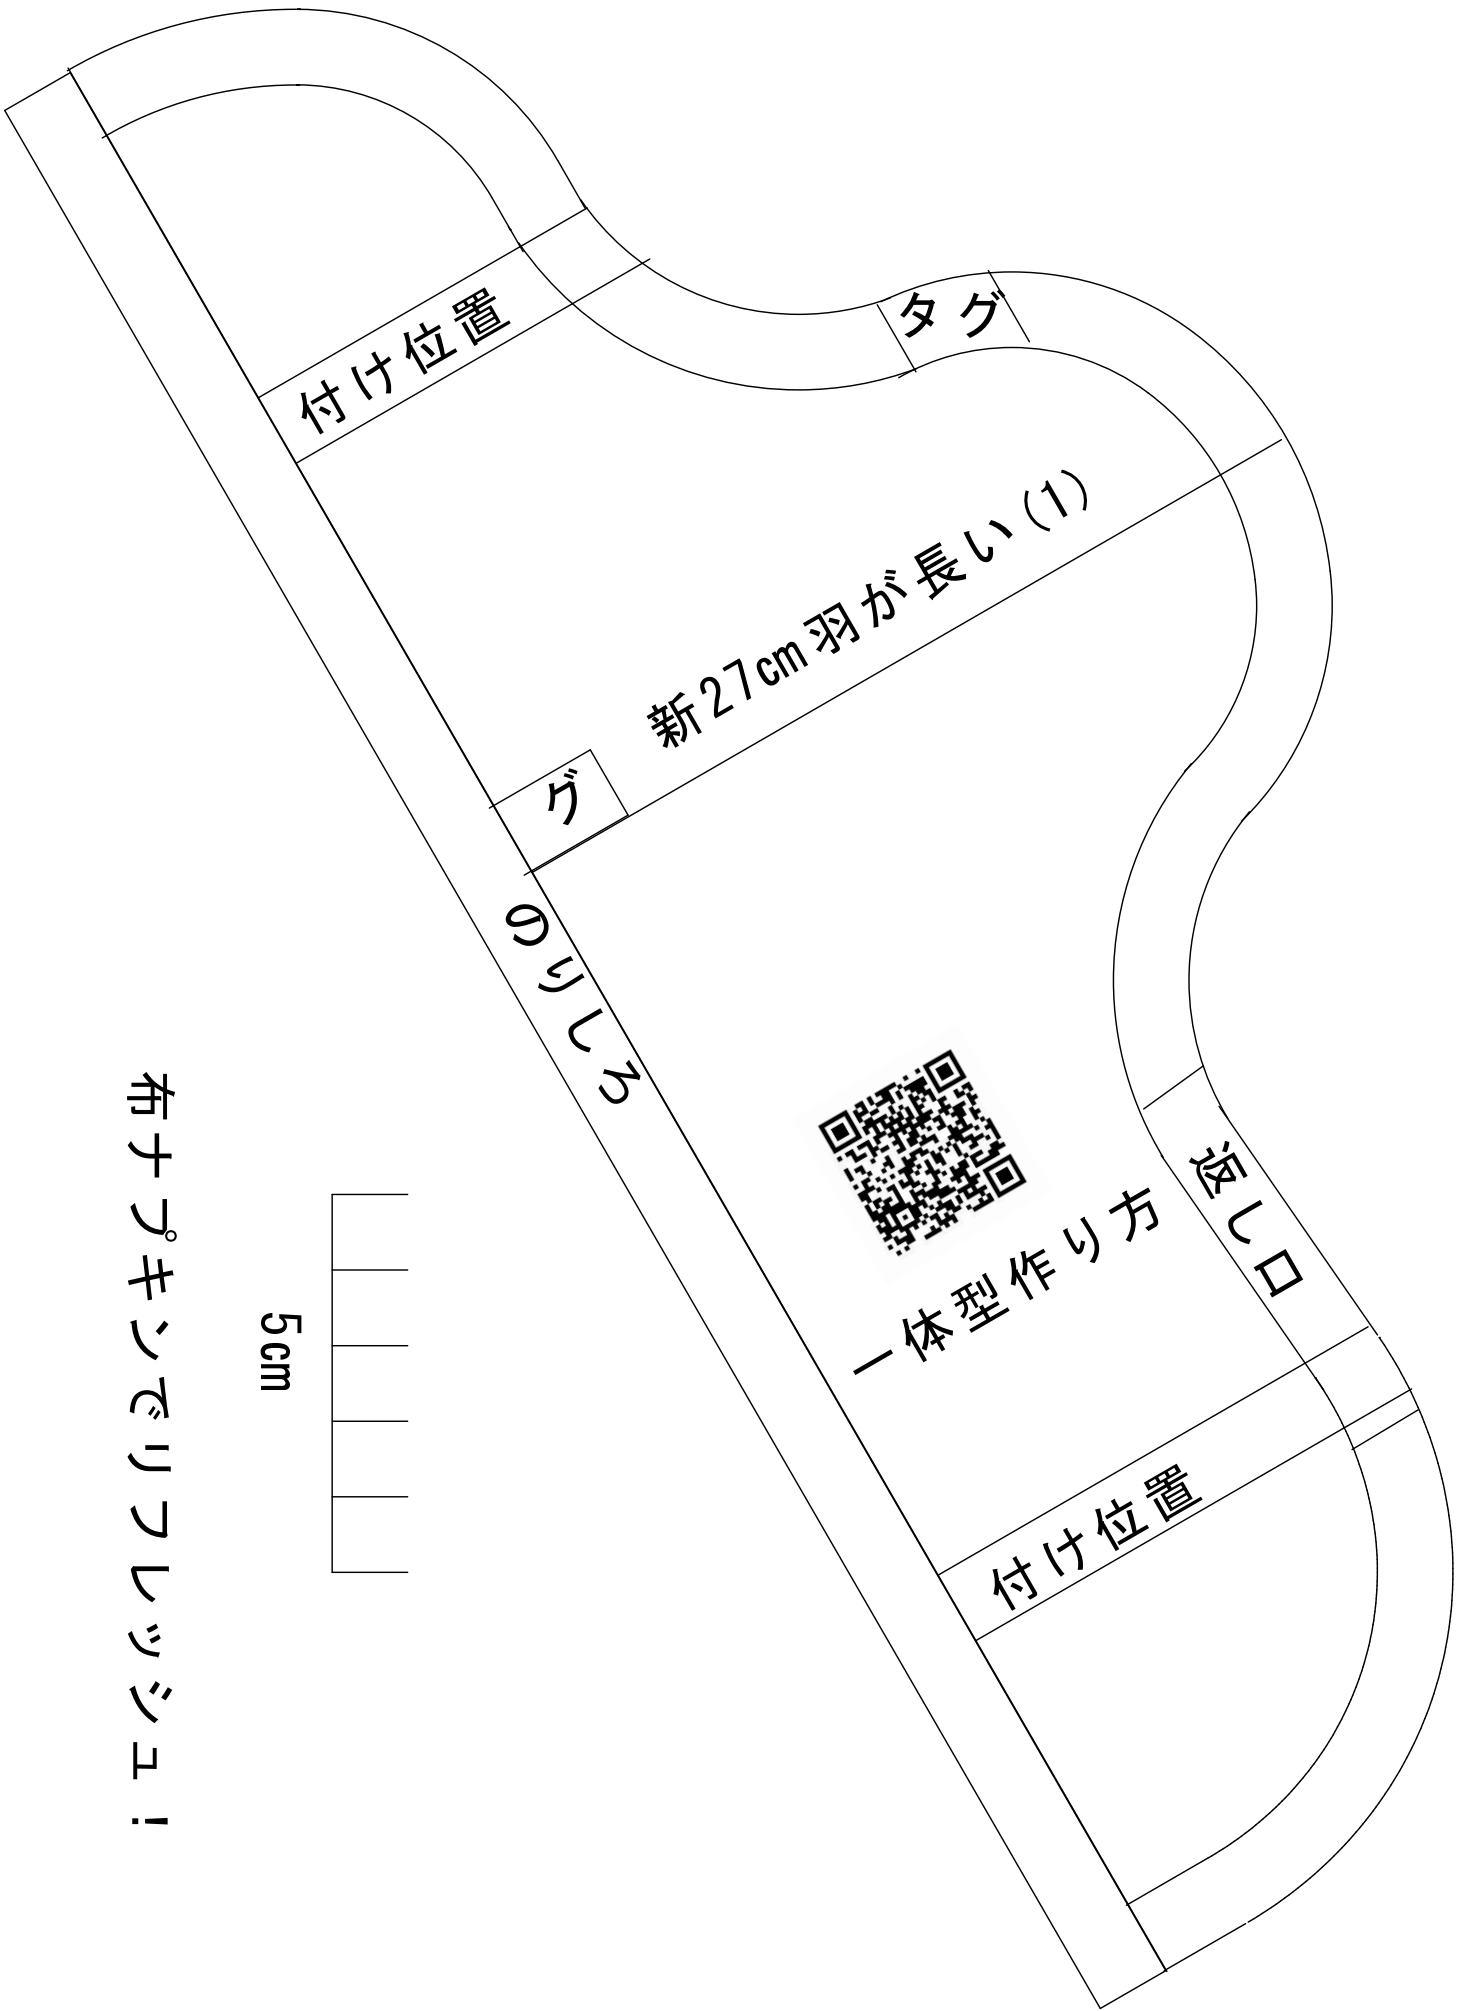 付け位置
タグ
新27cm羽が長い(1)
グ
のりしろ
一体型作り方
返し口
付け位置
5cm
布ナプキンでリフレッシュ!